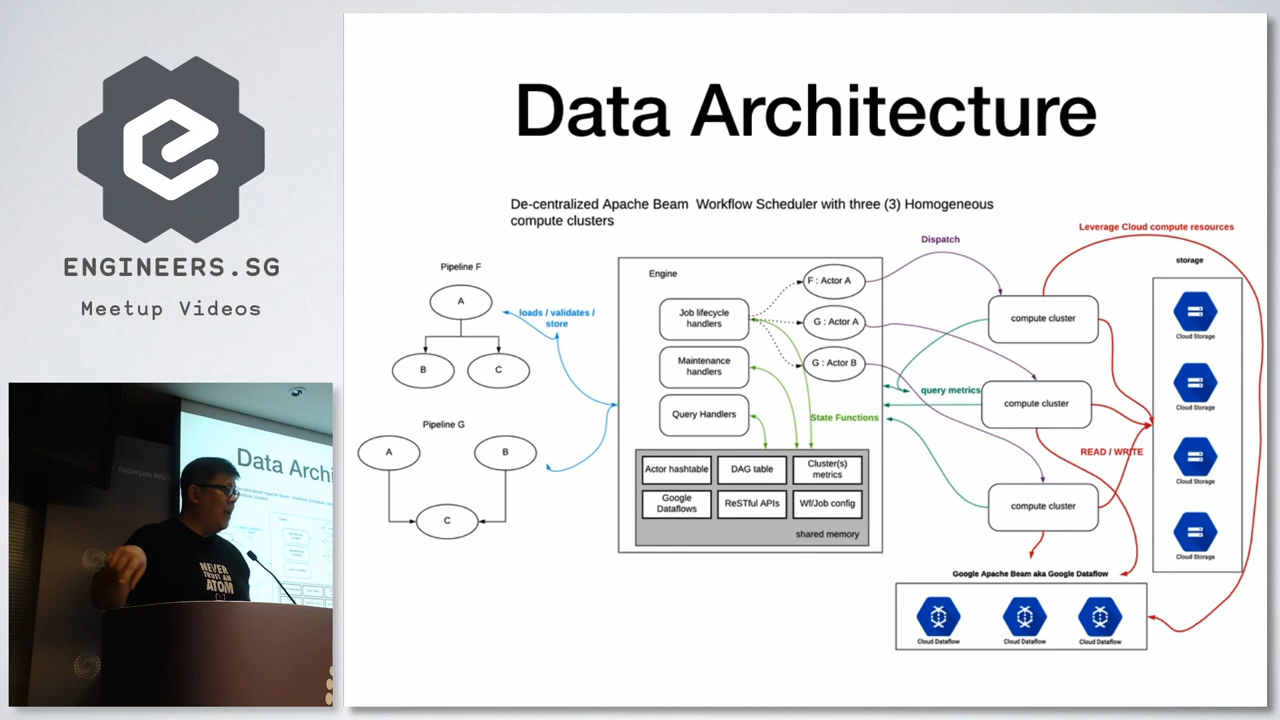 ENGINEERS.SG
Meetup Videos
Data Architecture
De-centralized Apache Beam Workflow Scheduler with three (3) Homogeneous
compute clusters
Pipeline F
A
B
C
loads / validates /
store
Pipeline G
A
B
C
Engine
Job lifecycle
handlers
Maintenance
handlers
Query Handlers
F : Actor A
G : Actor A
G : Actor B
State Functions
Actor hashtable
DAG table
Cluster(s)
metrics
Google
Dataflows
ReSTful APIs
Wf/Job config
shared memory
Dispatch
query metrics
compute cluster
compute cluster
compute cluster
Leverage Cloud compute resources
storage
Cloud Storage
Cloud Storage
Cloud Storage
Cloud Storage
READ / WRITE
Google Apache Beam aka Google Dataflow
Cloud Dataflow
Cloud Dataflow
Cloud Dataflow
Data Archi
NEVER
TRUST AN
ATOM